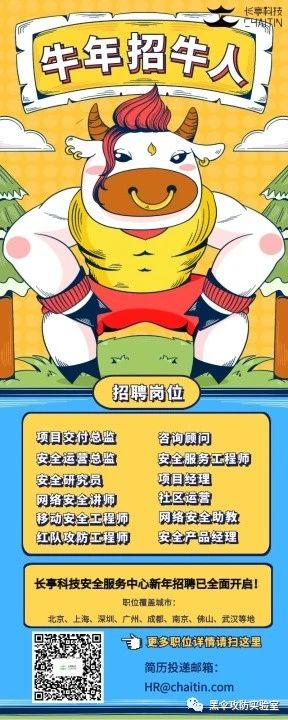 长亭科技
CHAITIN
牛年招牛人
招聘岗位
项目交付总监 咨询顾问
安全运营总监 安全服务工程师
安全研究员 项目经理
网络安全讲师 社区运营
移动安全工程师 网络安全助教
红队攻防工程师 安全产品经理
长亭科技安全服务中心新年招聘已全面开启！
职位覆盖城市：
北京、上海、深圳、广州、成都、南京、佛山、武汉等地
更多职位详情请扫这里
简历投递邮箱：
HR@chaitin.com
黑伞攻防实验室